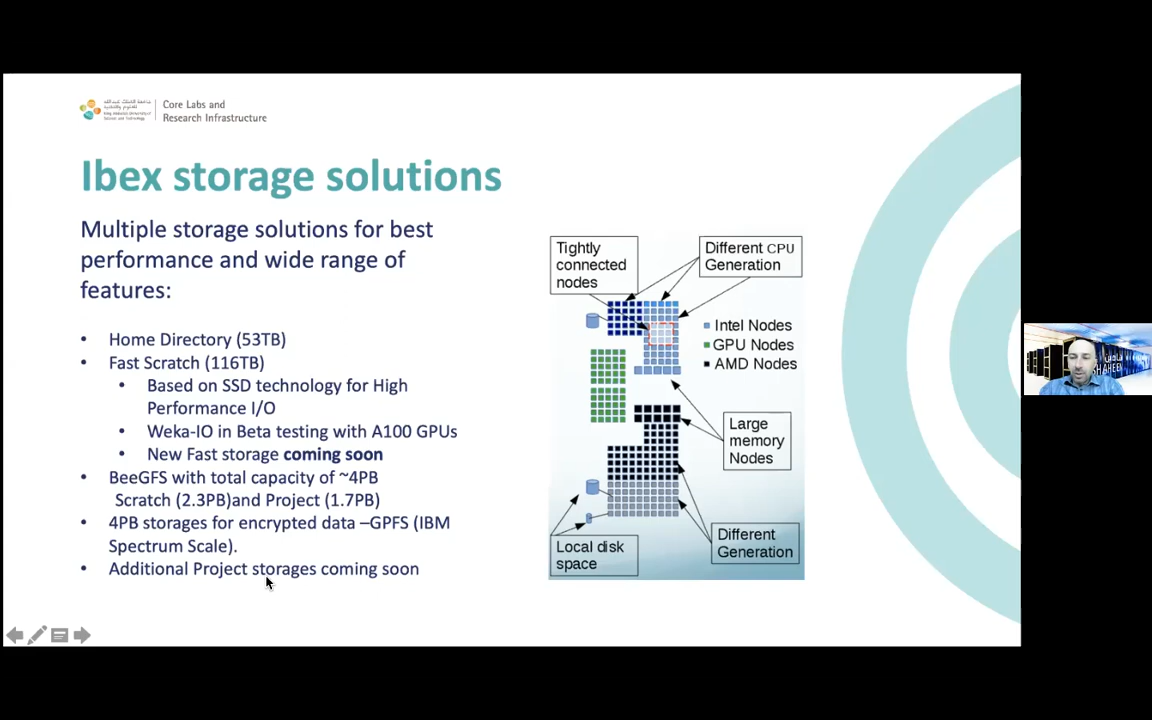 Core Labs and
Research Infrastructure
Ibex storage solutions
Multiple storage solutions for best
performance and wide range of
features:
• Home Directory (53TB)
• Fast Scratch (116TB)
• Based on SSD technology for High
Performance I/O
• Weka-IO in Beta testing with A100 GPUs
• New Fast storage coming soon
• BeeGFS with total capacity of ~4PB
Scratch (2.3PB)and Project (1.7PB)
• 4PB storages for encrypted data –GPFS (IBM
Spectrum Scale).
• Additional Project storages coming soon
Tightly
connected
nodes
Different CPU
Generation
Intel Nodes
GPU Nodes
AMD Nodes
Large
memory
Nodes
Local disk
space
Different
Generation
SHAHEEN